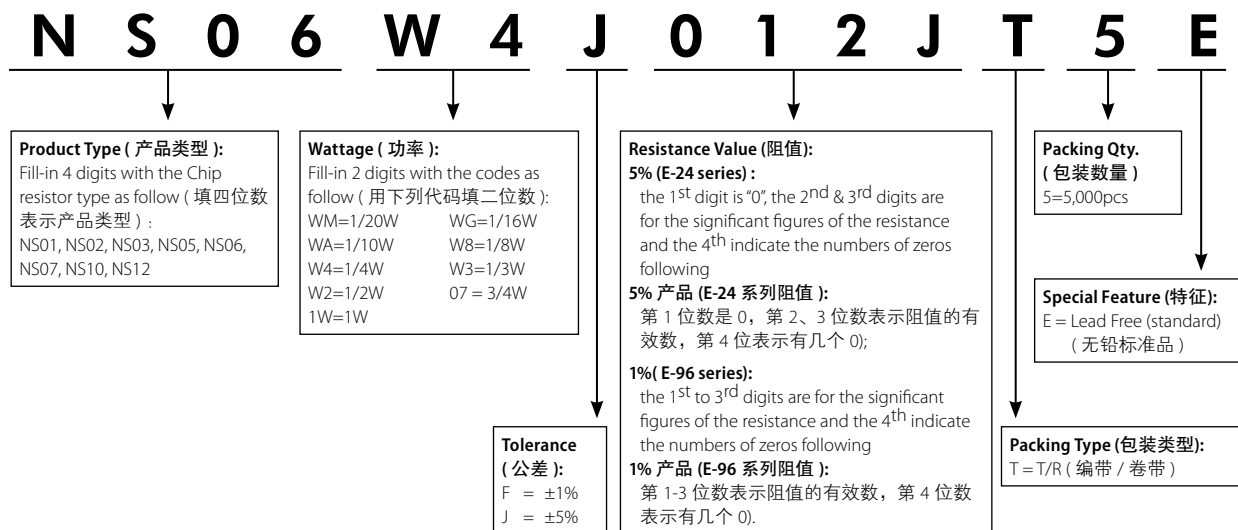 N S 0 6 W 4 J 0 1 2 J T 5 E
Product Type ( 产品类型 ):
Fill-in 4 digits with the Chip
resistor type as follow ( 填四位数
表示产品类型 ) :
NS01, NS02, NS03, NS05, NS06,
NS07, NS10, NS12
Wattage ( 功率 ):
Fill-in 2 digits with the codes as
follow ( 用下列代码填二位数 ):
WM=1/20W WG=1/16W
WA=1/10W W8=1/8W
W4=1/4W W3=1/3W
W2=1/2W 07 = 3/4W
1W=1W
Tolerance
( 公差 ):
F = ±1%
J = ±5%
Resistance Value (阻值):
5% (E-24 series) :
the 1st digit is "0", the 2nd & 3rd digits are
for the significant figures of the resistance
and the 4th indicate the numbers of zeros
following
5% 产品 (E-24 系列阻值 ):
第 1 位数是 0，第 2、3 位数表示阻值的有
效数，第 4 位表示有几个 0);
1%( E-96 series):
the 1st to 3rd digits are for the significant
figures of the resistance and the 4th indicate
the numbers of zeros following
1% 产品 (E-96 系列阻值 ):
第 1-3 位数表示阻值的有效数，第 4 位数
表示有几个 0).
Packing Type (包装类型):
T = T/R ( 编带 / 卷带 )
Packing Qty.
( 包装数量 )
5=5,000pcs
Special Feature (特征):
E = Lead Free (standard)
( 无铅标准品 )